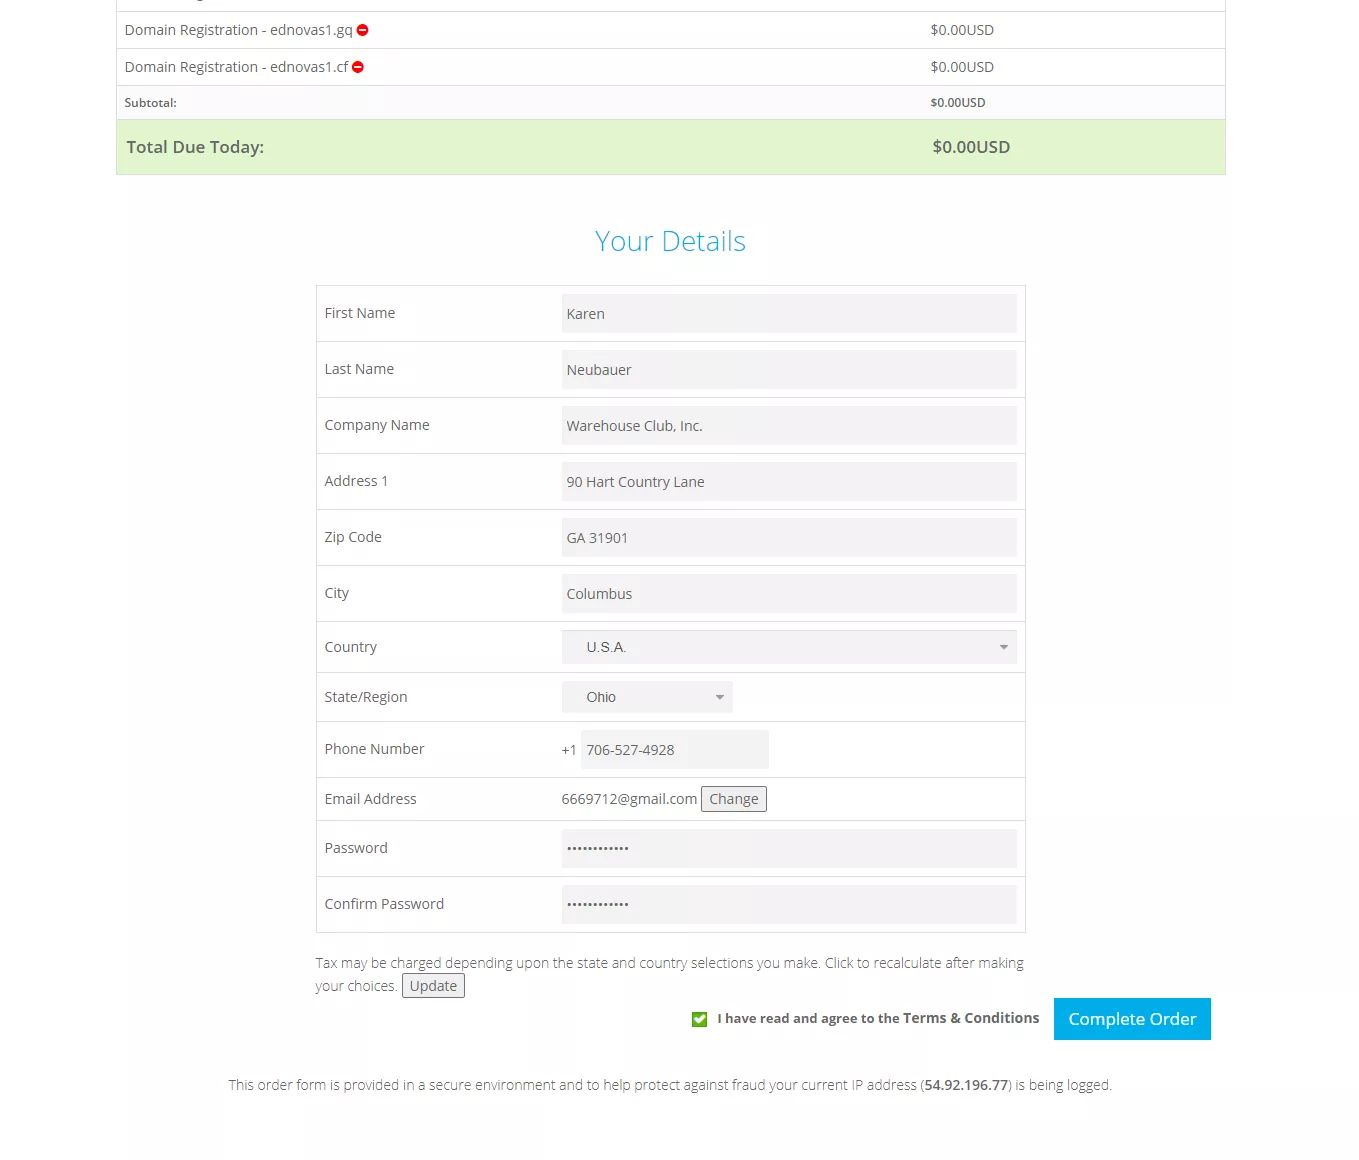 Domain Registration - ednovas1.gq $0.00USD
Domain Registration - ednovas1.cf $0.00USD
Subtotal: $0.00USD
Total Due Today: $0.00USD
Your Details
First Name Karen
Last Name Neubauer
Company Name Warehouse Club, Inc.
Address 1 90 Hart Country Lane
Zip Code GA 31901
City Columbus
Country U.S.A.
State/Region Ohio
Phone Number +1 706-527-4928
Email Address 6669712@gmail.com Change
Password ••••••••••••
Confirm Password ••••••••••••
Tax may be charged depending upon the state and country selections you make. Click to recalculate after making
your choices. Update
I have read and agree to the Terms & Conditions Complete Order
This order form is provided in a secure environment and to help protect against fraud your current IP address (54.92.196.77) is being logged.